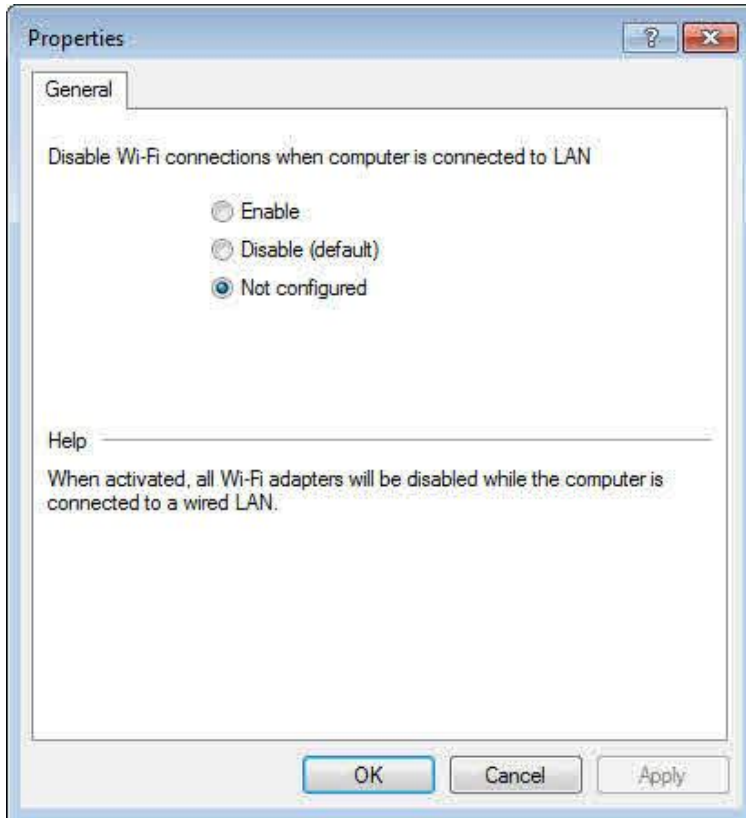 Properties
?
General
Disable Wi-Fi connections when computer is connected to LAN
Enable
Disable (default)
Not configured
Help
When activated, all Wi-Fi adapters will be disabled while the computer is
connected to a wired LAN.
OK Cancel Apply